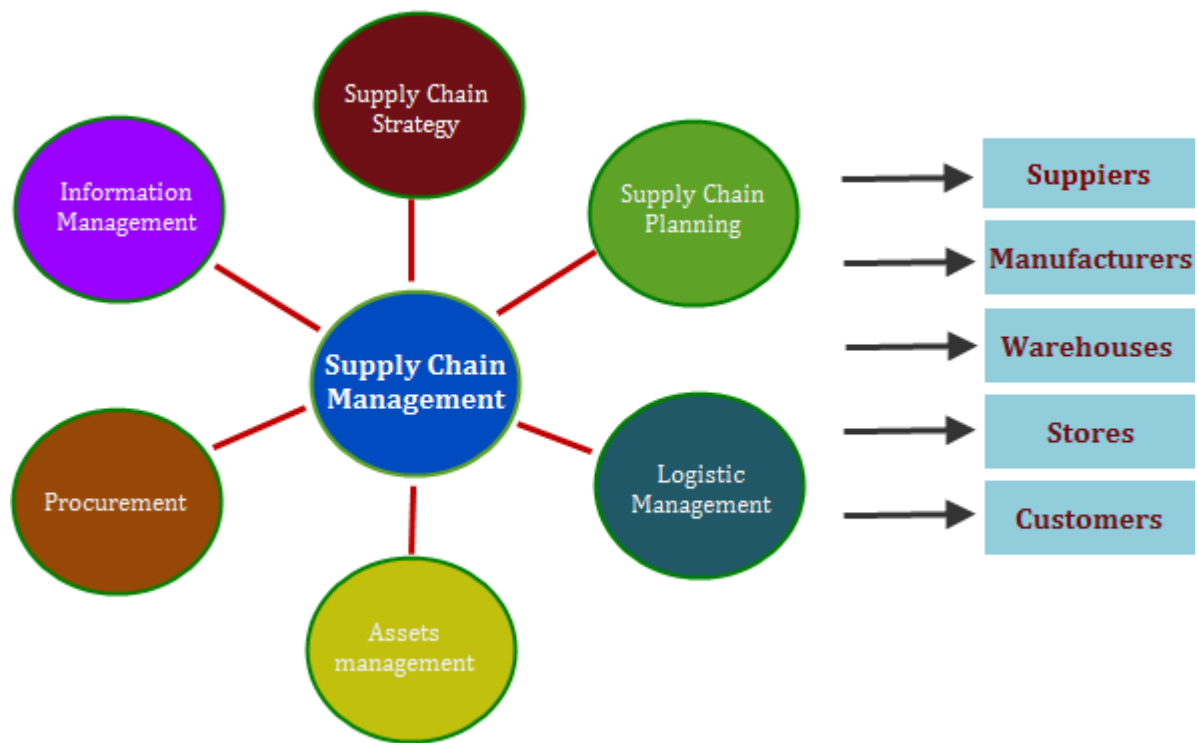 Supply Chain
Strategy
Information
Management
Supply Chain
Planning
Supply Chain
Management
Procurement
Logistic
Management
Assets
management
Suppiers
Manufacturers
Warehouses
Stores
Customers